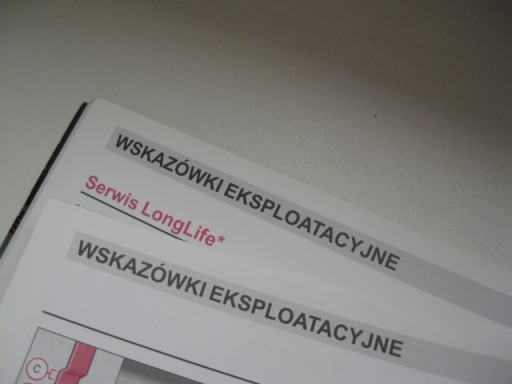 WSKAZÓWKI EKSPLOATACYJNE
Serwis LongLife*
WSKAZÓWKI EKSPLOATACYJNE
C